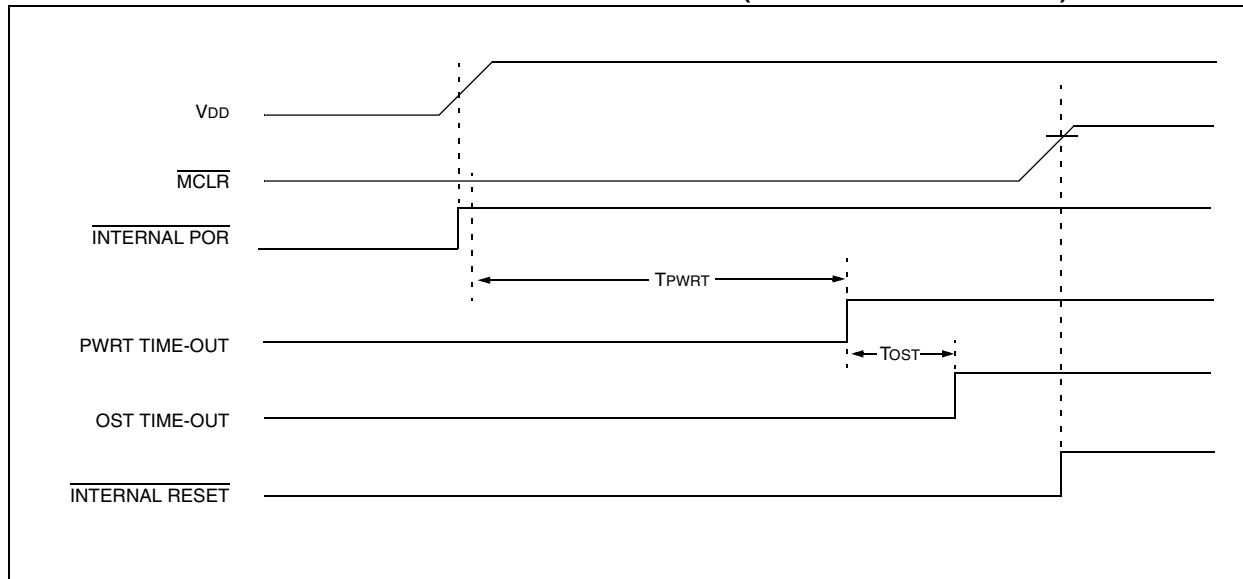 VDD
MCLR
INTERNAL POR
TPWRT
PWRT TIME-OUT
TOST
OST TIME-OUT
INTERNAL RESET